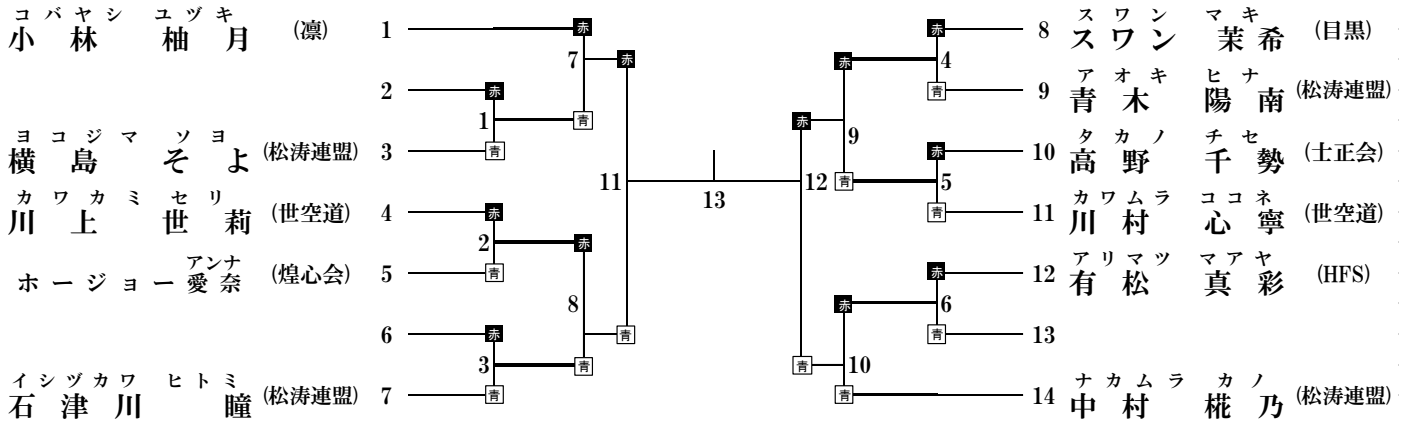 コバヤシ ユヅキ
小林 柚月 (凛) 1
2
ヨコジマ ソヨ
横島 そよ (松涛連盟) 3
カワカミ セリ
川上 世莉 (世空道) 4
アンナ
ホージョー愛奈 (煌心会) 5
6
イシヅカワ ヒトミ
石津川 瞳 (松涛連盟) 7
赤
7
赤
赤
1
青
青
11
赤
2
赤
青
8
赤
青
3
青
青
13
赤
4
赤
青
赤
9
赤
12
青
5
青
赤
6
赤
青
青
10
青
スワン マキ
8 スワン 茉希 (目黒)
アオキ ヒナ
9 青木 陽南 (松涛連盟)
タカノ チセ
10 高野 千勢 (士正会)
カワムラ ココネ
11 川村 心寧 (世空道)
アリマツ マアヤ
12 有松 真彩 (HFS)
13
ナカムラ カノ
14 中村 椛乃 (松涛連盟)